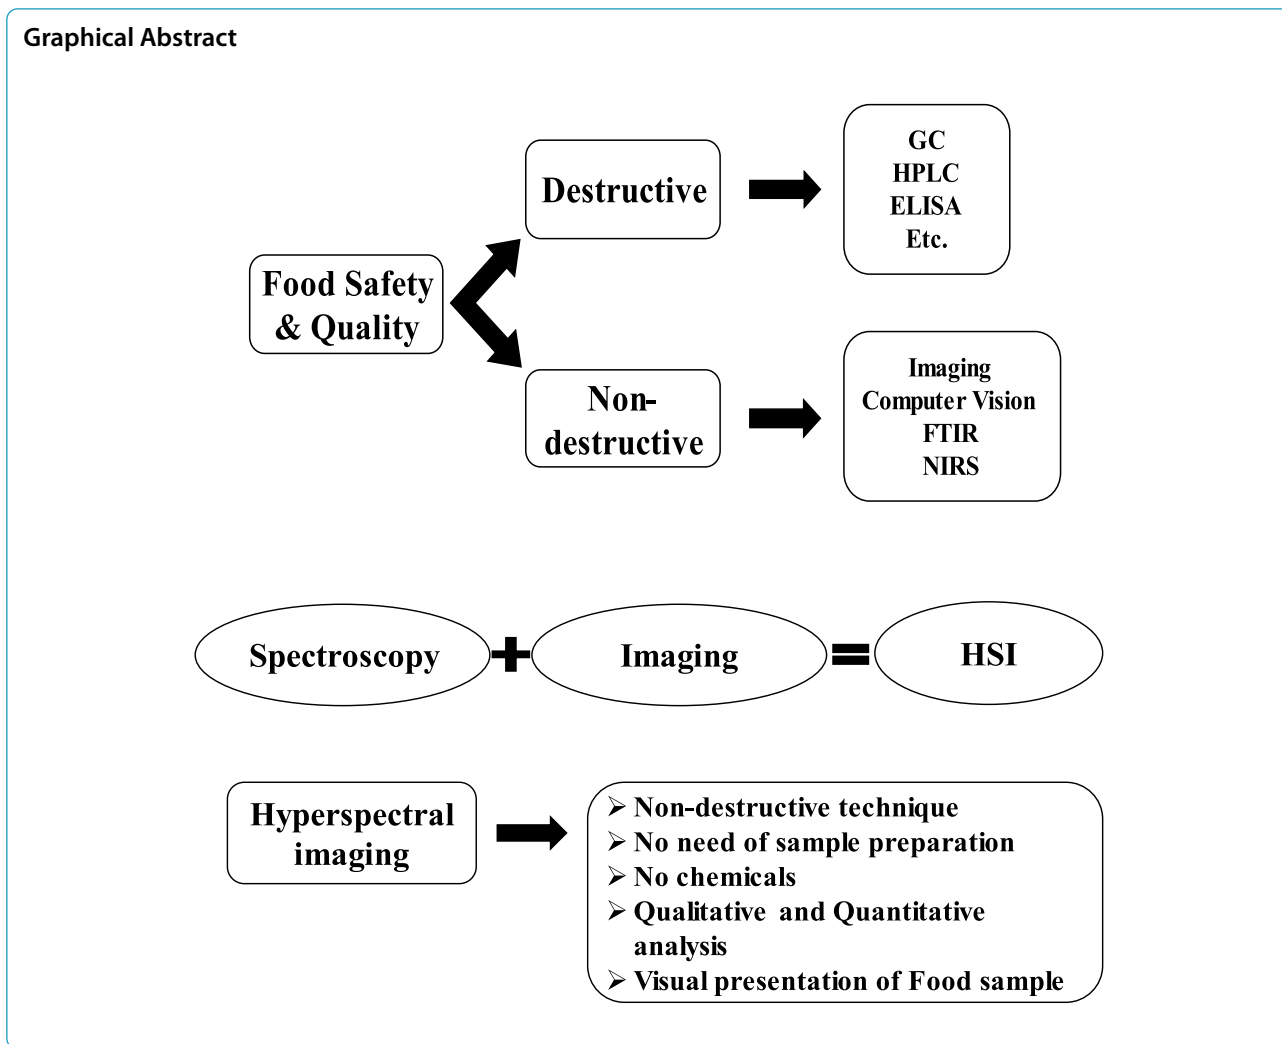 Graphical Abstract
Destructive
GC
HPLC
ELISA
Etc.
Food Safety
& Quality
Non-
destructive
Imaging
Computer Vision
FTIR
NIRS
Spectroscopy + Imaging = HSI
Hyperspectral
imaging
➢ Non-destructive technique
➢ No need of sample preparation
➢ No chemicals
➢ Qualitative and Quantitative
analysis
➢ Visual presentation of Food sample